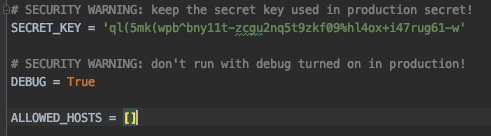 # SECURITY WARNING: keep the secret key used in production secret!
SECRET_KEY = 'ql(5mk(wpb^bny11t-zcgu2nq5t9zkf09%hl4ox+i47rug61-w'
# SECURITY WARNING: don't run with debug turned on in production!
DEBUG = True
ALLOWED_HOSTS = []